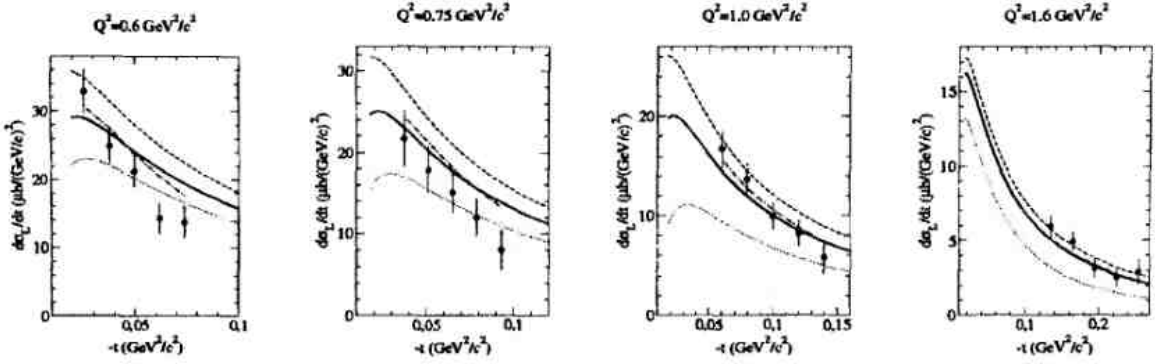 Q²=0.6 GeV²/c²
dσL/dt (μb/(GeV/c)²)
30
20
10
0
0.05
0.1
-t (GeV²/c²)
Q²=0.75 GeV²/c²
dσL/dt (μb/(GeV/c)²)
30
20
10
0
0.05
0.1
-t (GeV²/c²)
Q²=1.0 GeV²/c²
dσL/dt (μb/(GeV/c)²)
20
10
0
0.05
0.10
0.15
-t (GeV²/c²)
Q²=1.6 GeV²/c²
dσL/dt (μb/(GeV/c)²)
15
10
5
0
0.1
0.2
-t (GeV²/c²)